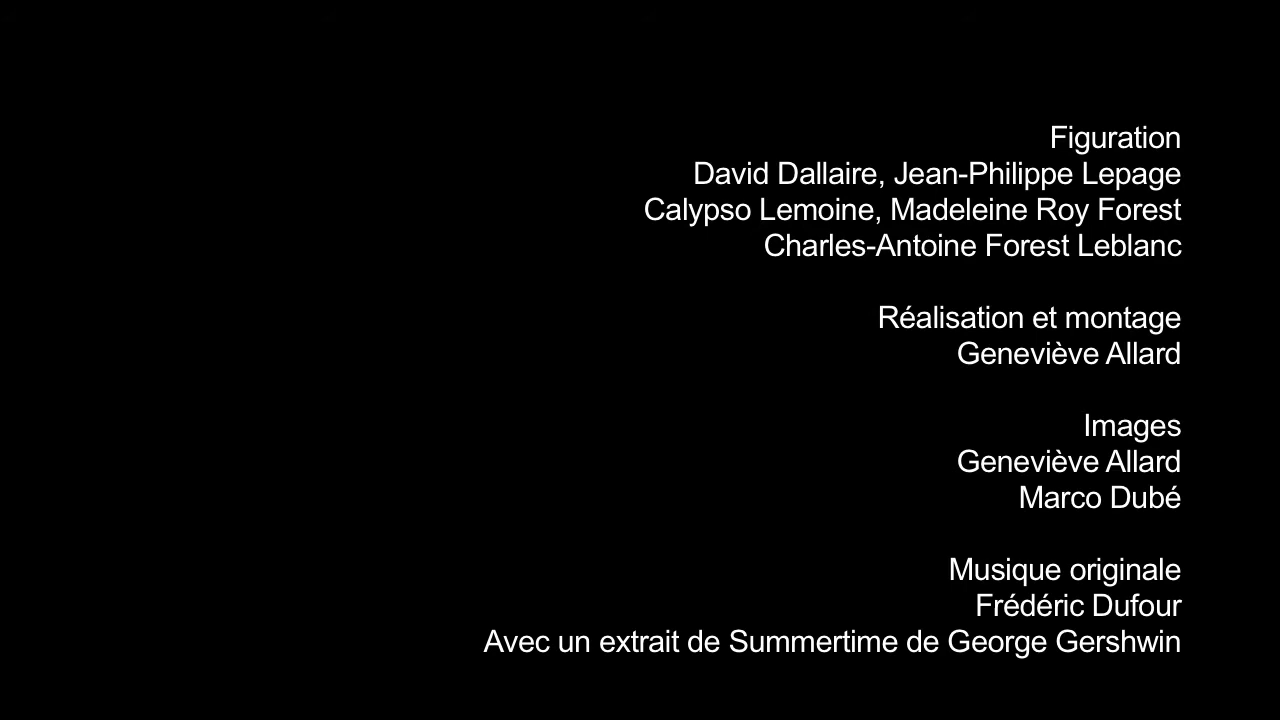 Figuration
David Dallaire, Jean-Philippe Lepage
Calypso Lemoine, Madeleine Roy Forest
Charles-Antoine Forest Leblanc
Réalisation et montage
Geneviève Allard
Images
Geneviève Allard
Marco Dubé
Musique originale
Frédéric Dufour
Avec un extrait de Summertime de George Gershwin